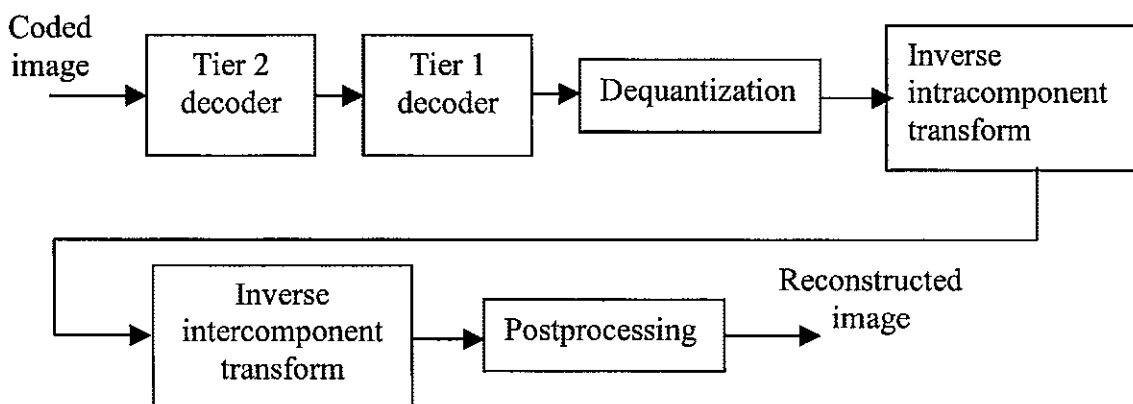 Coded
image
Tier 2
decoder
Tier 1
decoder
Dequantization
Inverse
intracomponent
transform
Inverse
intercomponent
transform
Postprocessing
Reconstructed
image